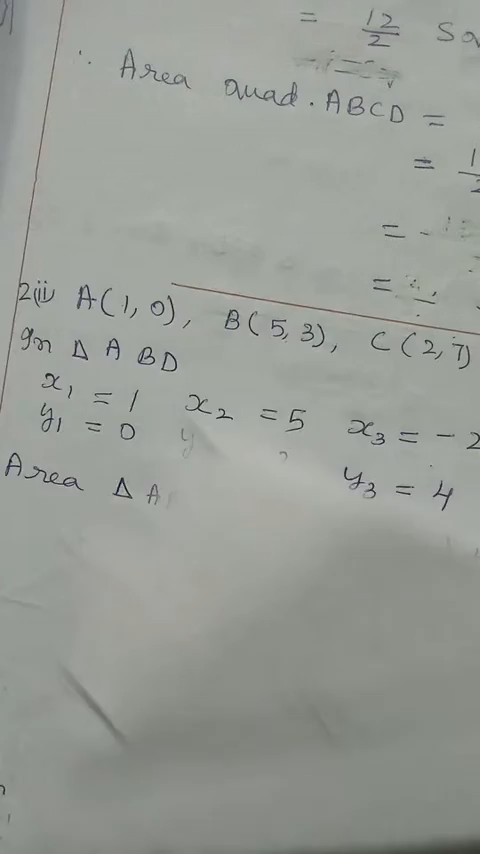 = 12/2 Sq
∴ Area quad. ABCD =
=
=
=
2(ii) A(1, 0), B(5, 3), C(2, 7)
In Δ ABD
x₁ = 1 x₂ = 5 x₃ = -2
y₁ = 0 y₃ = 4
Area Δ A